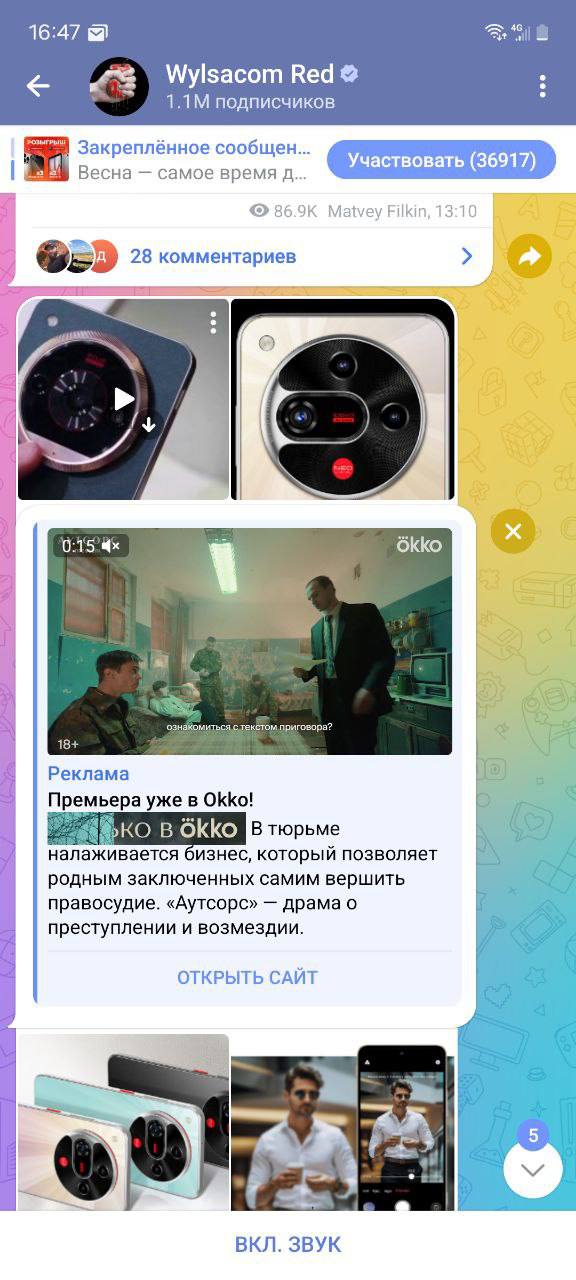 16:47
4G
Wylsacom Red
1.1M подписчиков
РОЗЫГРЫШ
Закреплённое сообщен...
Весна — самое время д...
Участвовать (36917)
86.9K Matvey Filkin, 13:10
Д
28 комментариев
NEO
0:15
ökko
ознакомиться с текстом приговора?
18+
Реклама
Премьера уже в Okko!
ЬКО В ökko В тюрьме
налаживается бизнес, который позволяет
родным заключенных самим вершить
правосудие. «Аутсорс» — драма о
преступлении и возмездии.
ОТКРЫТЬ САЙТ
5
ВКЛ. ЗВУК